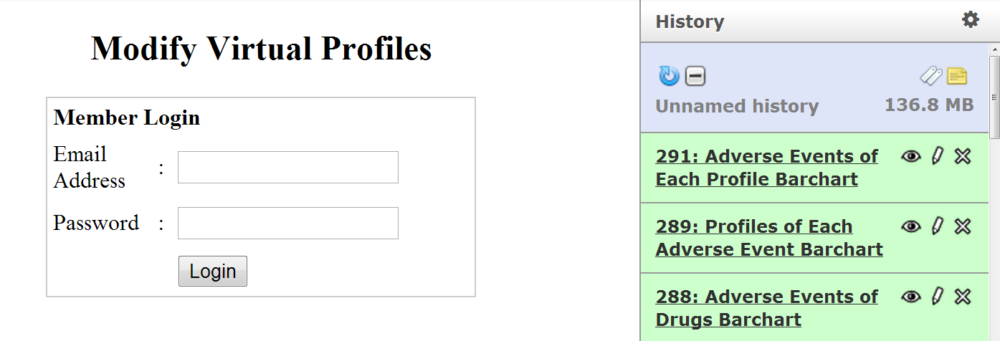 Modify Virtual Profiles
Member Login
Email
Address :
Password :
Login
History
Unnamed history 136.8 MB
291: Adverse Events of
Each Profile Barchart
289: Profiles of Each
Adverse Event Barchart
288: Adverse Events of
Drugs Barchart